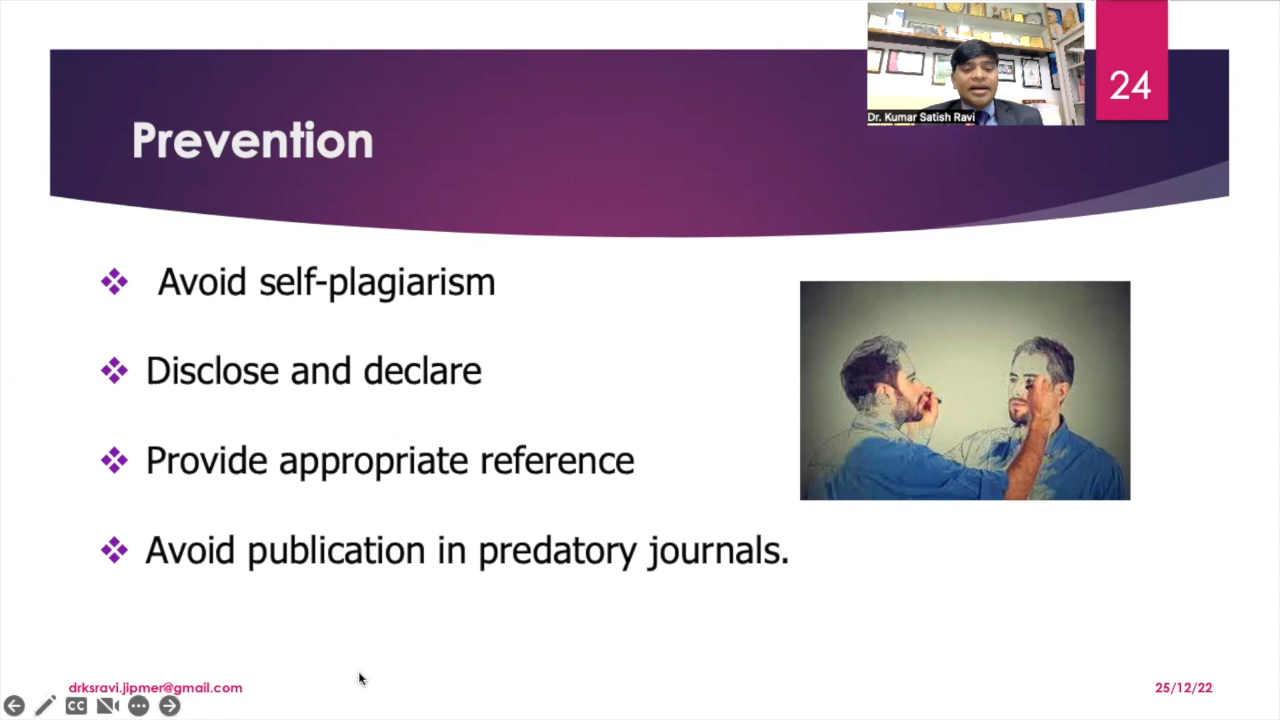 Dr. Kumar Satish Ravi
24
Prevention
Avoid self-plagiarism
Disclose and declare
Provide appropriate reference
Avoid publication in predatory journals.
drksravi.jipmer@gmail.com
25/12/22
CC